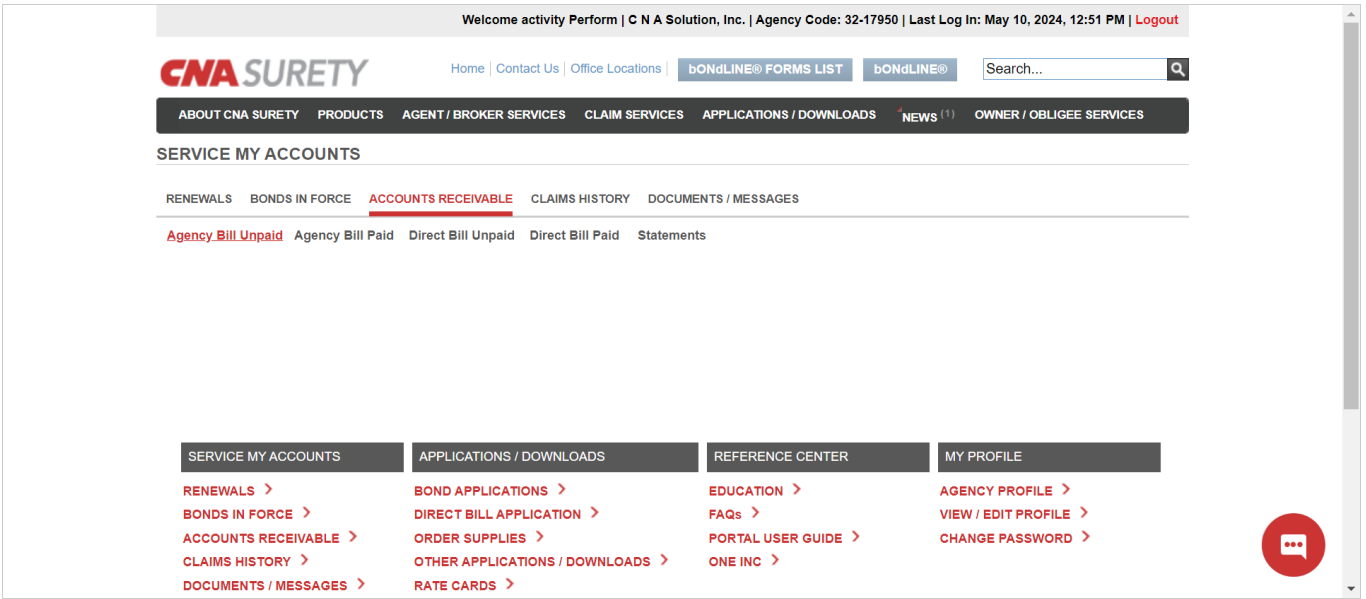 Welcome activity Perform | C N A Solution, Inc. | Agency Code: 32-17950 | Last Log In: May 10, 2024, 12:51 PM | Logout
CNA SURETY
Home | Contact Us | Office Locations | bONdLINE® FORMS LIST bONdLINE® Search...
ABOUT CNA SURETY PRODUCTS AGENT / BROKER SERVICES CLAIM SERVICES APPLICATIONS / DOWNLOADS NEWS (1) OWNER / OBLIGEE SERVICES
SERVICE MY ACCOUNTS
RENEWALS BONDS IN FORCE ACCOUNTS RECEIVABLE CLAIMS HISTORY DOCUMENTS / MESSAGES
Agency Bill Unpaid Agency Bill Paid Direct Bill Unpaid Direct Bill Paid Statements
SERVICE MY ACCOUNTS
RENEWALS
BONDS IN FORCE
ACCOUNTS RECEIVABLE
CLAIMS HISTORY
DOCUMENTS / MESSAGES
APPLICATIONS / DOWNLOADS
BOND APPLICATIONS
DIRECT BILL APPLICATION
ORDER SUPPLIES
OTHER APPLICATIONS / DOWNLOADS
RATE CARDS
REFERENCE CENTER
EDUCATION
FAQs
PORTAL USER GUIDE
ONE INC
MY PROFILE
AGENCY PROFILE
VIEW / EDIT PROFILE
CHANGE PASSWORD